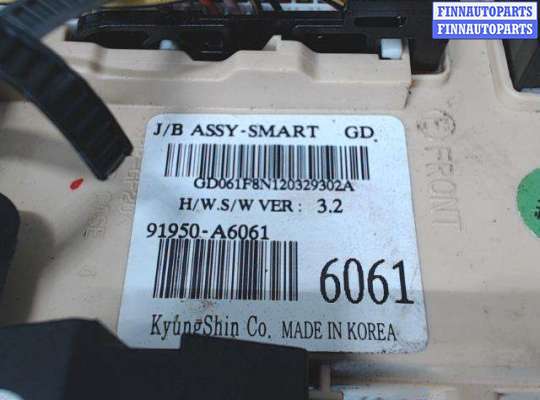 FINNAUTOPARTS
FINNAUTOPARTS
J/B ASSY-SMART GD
GD061F8N120329302A
H/W.S/W VER : 3.2
91950-A6061
6061
KyungShin Co. MADE IN KOREA
FRONT